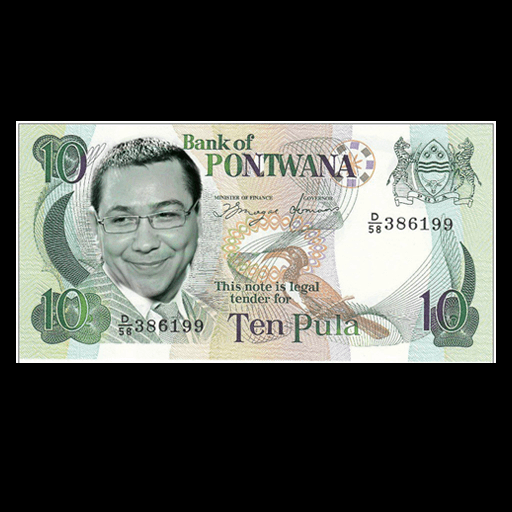 10
Bank of
PONTWANA
MINISTER OF FINANCE
GOVERNOR
D/58 386199
This note is legal
tender for
10
D/58 386199
Ten Pula
10